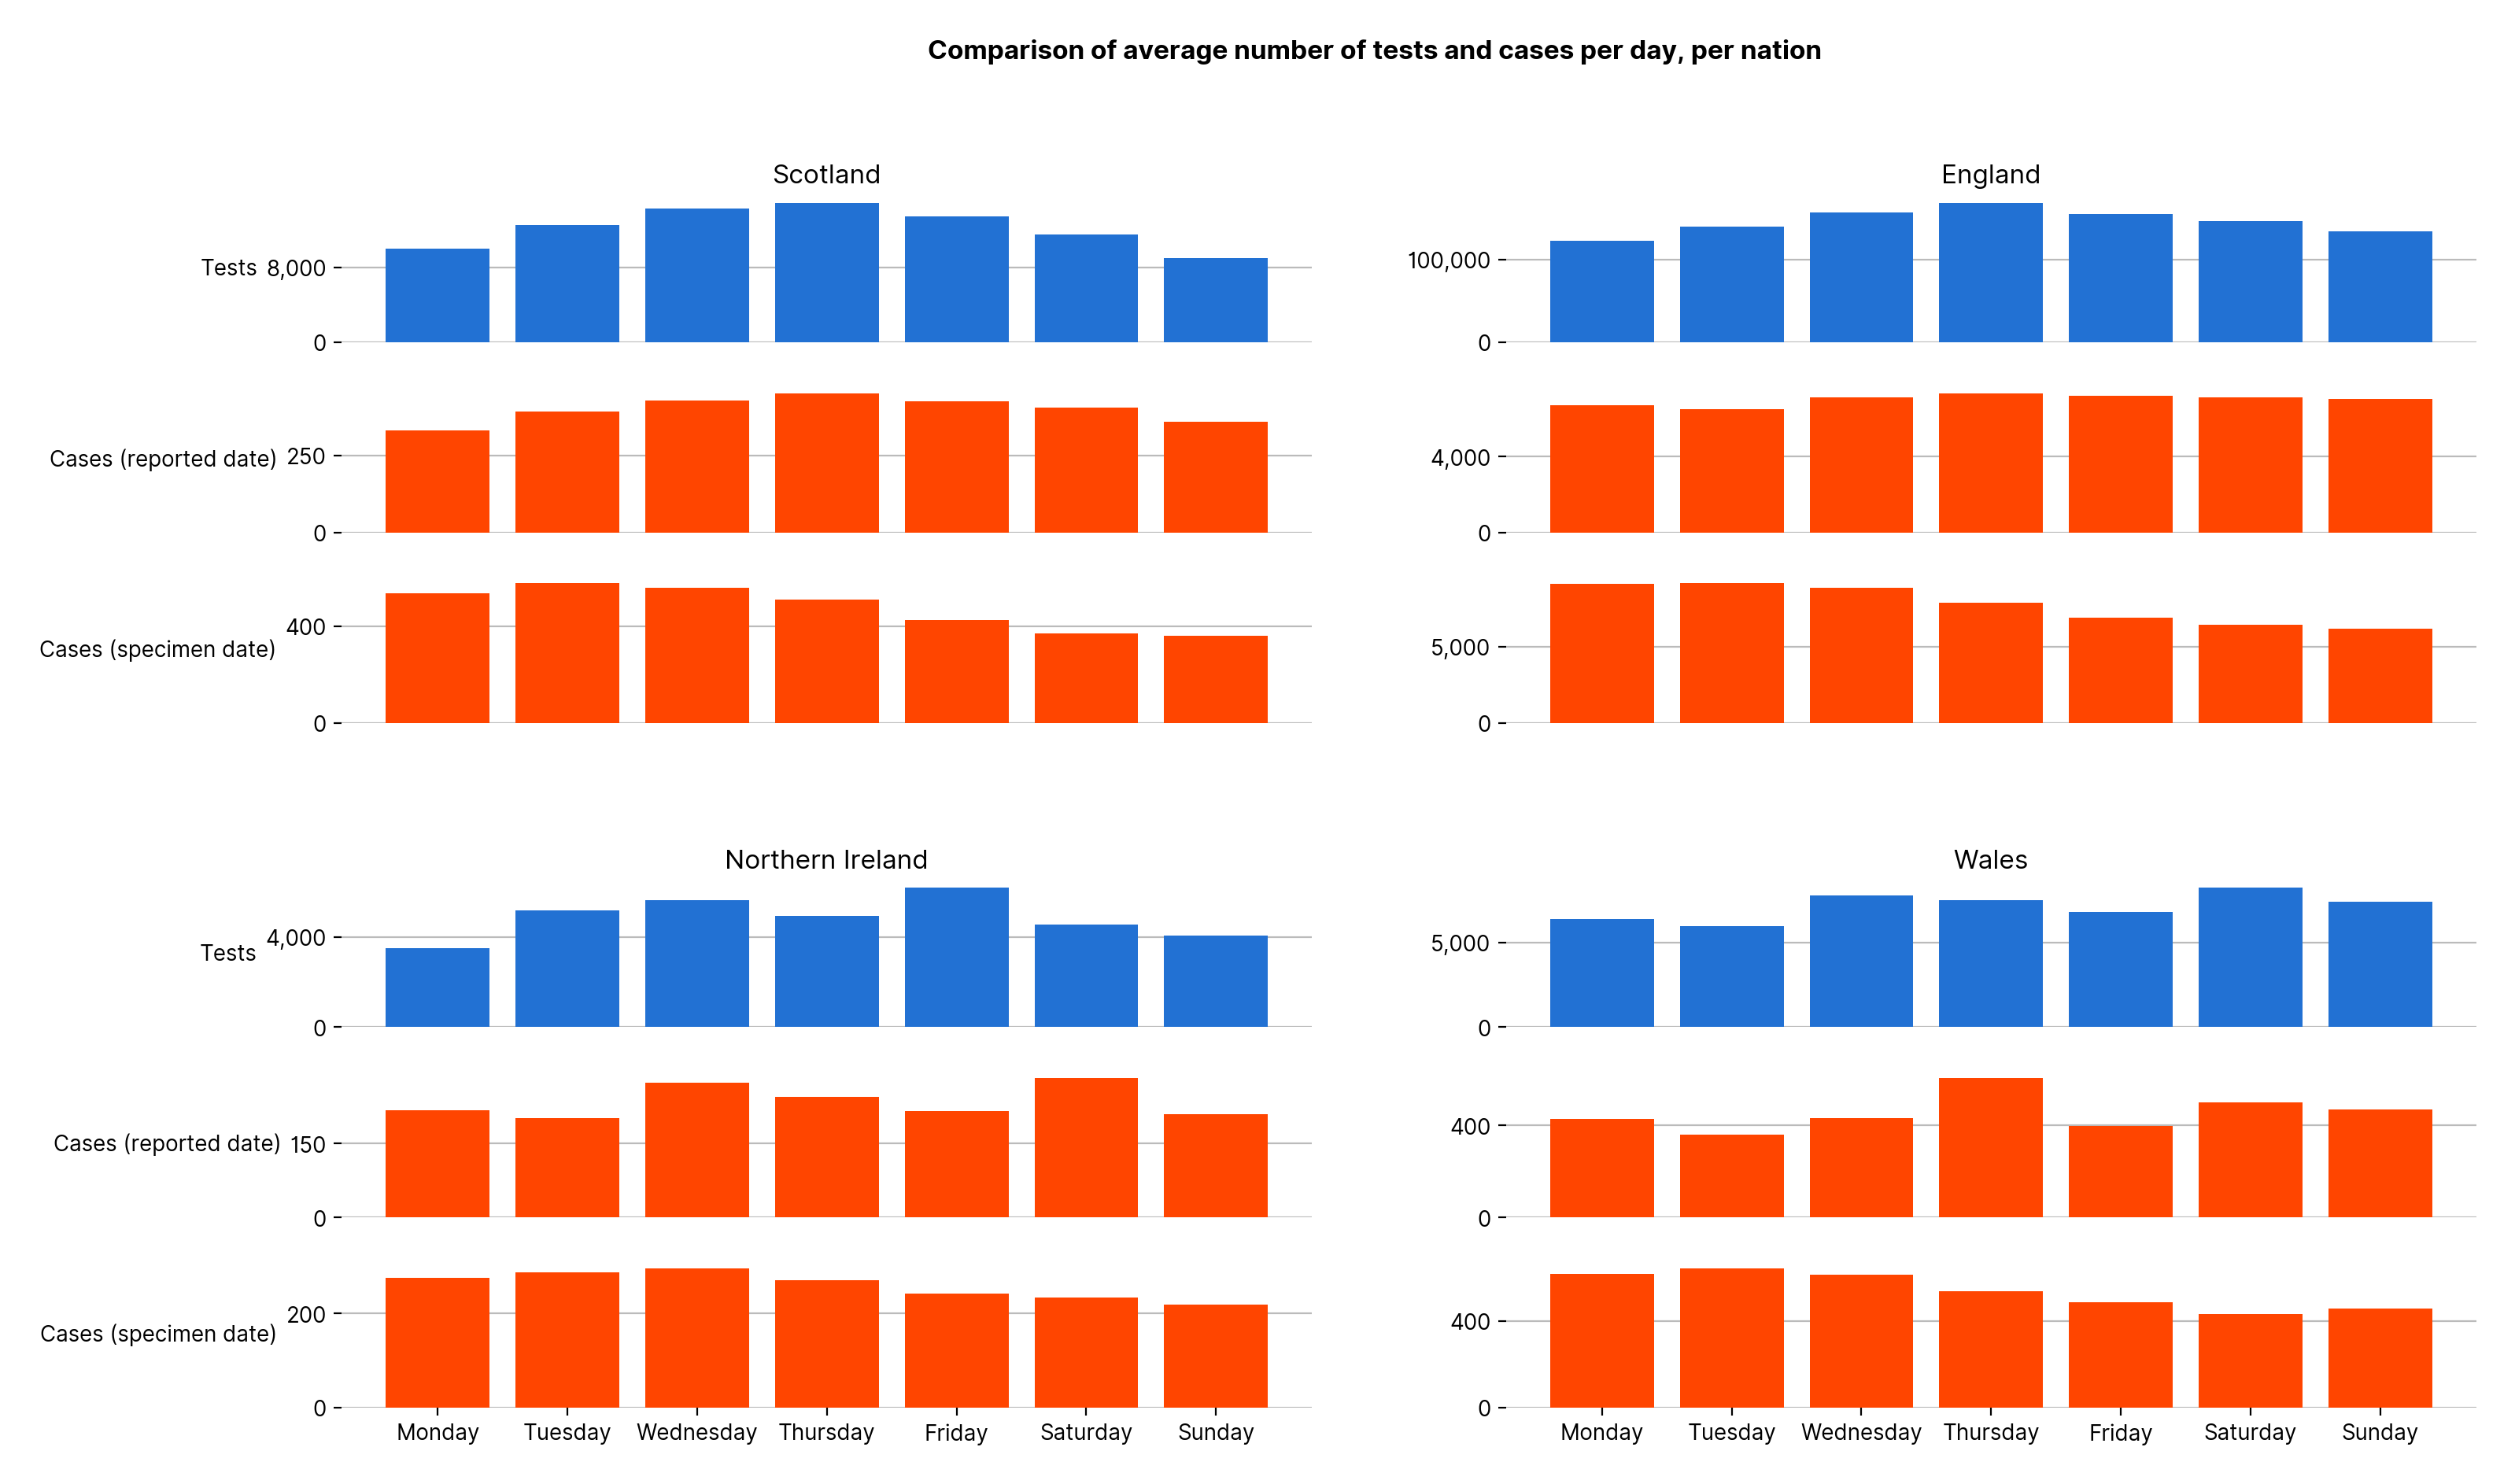 Comparison of average number of tests and cases per day, per nation
Scotland
Tests 8,000
0
Cases (reported date) 250
0
400
Cases (specimen date)
0
England
100,000
0
4,000
0
5,000
0
Northern Ireland
4,000
Tests
0
Cases (reported date) 150
0
200
Cases (specimen date)
0
Monday Tuesday Wednesday Thursday Friday Saturday Sunday
Wales
5,000
0
400
0
400
0
Monday Tuesday Wednesday Thursday Friday Saturday Sunday